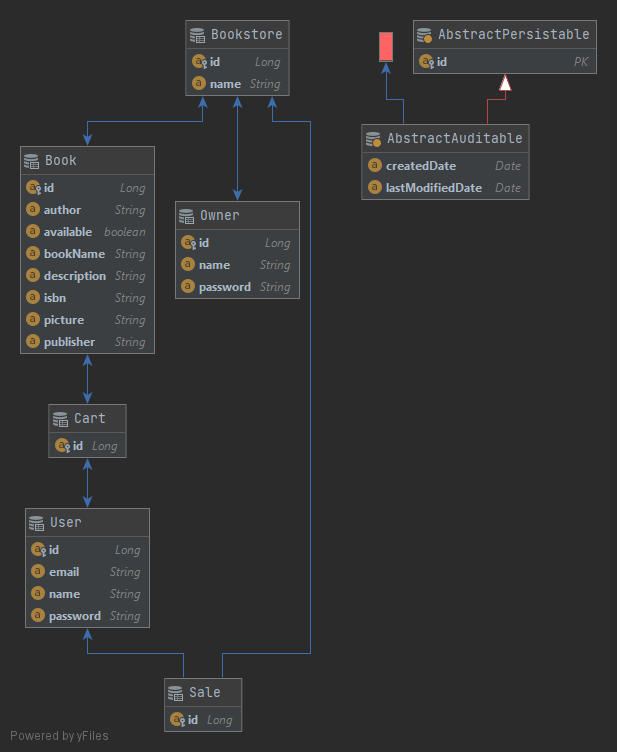 Bookstore
id Long
name String
AbstractPersistable
id PK
AbstractAuditable
createdDate Date
lastModifiedDate Date
Book
id Long
author String
available boolean
bookName String
description String
isbn String
picture String
publisher String
Owner
id Long
name String
password String
Cart
id Long
User
id Long
email String
name String
password String
Sale
id Long
Powered by yFiles